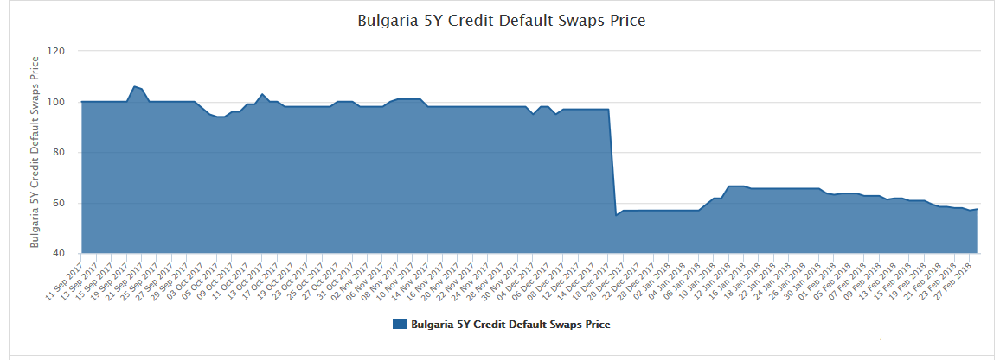 Bulgaria 5Y Credit Default Swaps Price
Bulgaria 5Y Credit Default Swaps Price
120
100
80
60
40
11 Sep 2017
13 Sep 2017
15 Sep 2017
19 Sep 2017
21 Sep 2017
25 Sep 2017
27 Sep 2017
29 Sep 2017
03 Oct 2017
05 Oct 2017
09 Oct 2017
11 Oct 2017
13 Oct 2017
17 Oct 2017
19 Oct 2017
23 Oct 2017
25 Oct 2017
27 Oct 2017
31 Oct 2017
02 Nov 2017
06 Nov 2017
08 Nov 2017
10 Nov 2017
14 Nov 2017
16 Nov 2017
20 Nov 2017
22 Nov 2017
24 Nov 2017
28 Nov 2017
30 Nov 2017
04 Dec 2017
06 Dec 2017
08 Dec 2017
12 Dec 2017
14 Dec 2017
18 Dec 2017
20 Dec 2017
22 Dec 2017
28 Dec 2017
02 Jan 2018
04 Jan 2018
08 Jan 2018
10 Jan 2018
12 Jan 2018
16 Jan 2018
18 Jan 2018
22 Jan 2018
24 Jan 2018
26 Jan 2018
30 Jan 2018
01 Feb 2018
05 Feb 2018
07 Feb 2018
09 Feb 2018
13 Feb 2018
15 Feb 2018
19 Feb 2018
21 Feb 2018
23 Feb 2018
27 Feb 2018
Bulgaria 5Y Credit Default Swaps Price